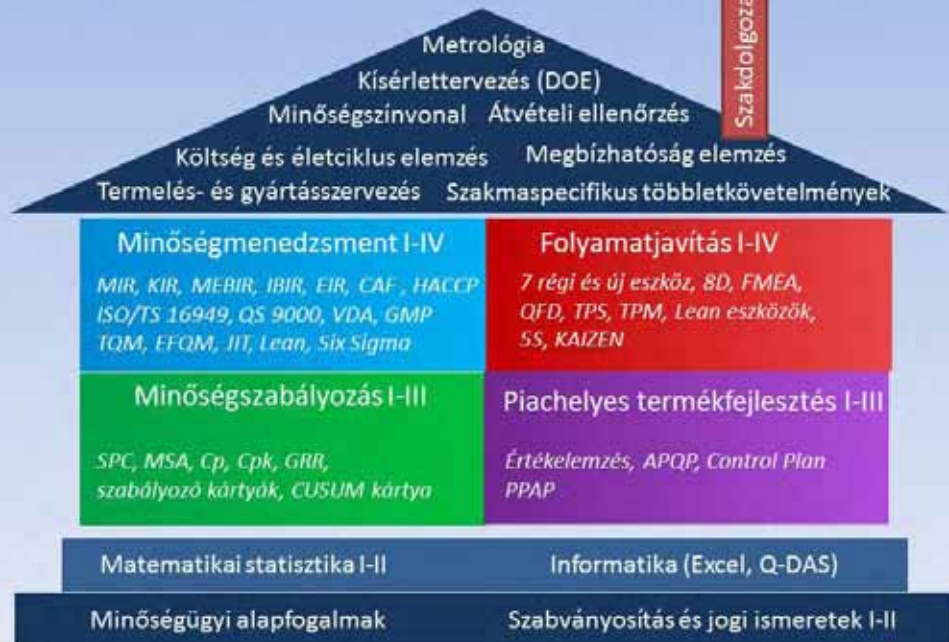 Szakdolgoza
Metrológia
Kísérlettervezés (DOE)
Minőségszínvonal Átvételi ellenőrzés
Költség és életciklus elemzés Megbízhatóság elemzés
Termelés- és gyártásszervezés Szakmaspecifikus többletkövetelmények
Minőségmenedzsment I-IV
MIR, KIR, MEBIR, IBIR, EIR, CAF , HACCP
ISO/TS 16949, QS 9000, VDA, GMP
TQM, EFQM, JIT, Lean, Six Sigma
Folyamatjavítás I-IV
7 régi és új eszköz, 8D, FMEA,
QFD, TPS, TPM, Lean eszközök,
5S, KAIZEN
Minőségszabályozás I-III
SPC, MSA, Cp, Cpk, GRR,
szabályozó kártyák, CUSUM kártya
Piachelyes termékfejlesztés I-III
Értékelemzés, APQP, Control Plan
PPAP
Matematikai statisztika I-II Informatika (Excel, Q-DAS)
Minőségügyi alapfogalmak Szabványosítás és jogi ismeretek I-II